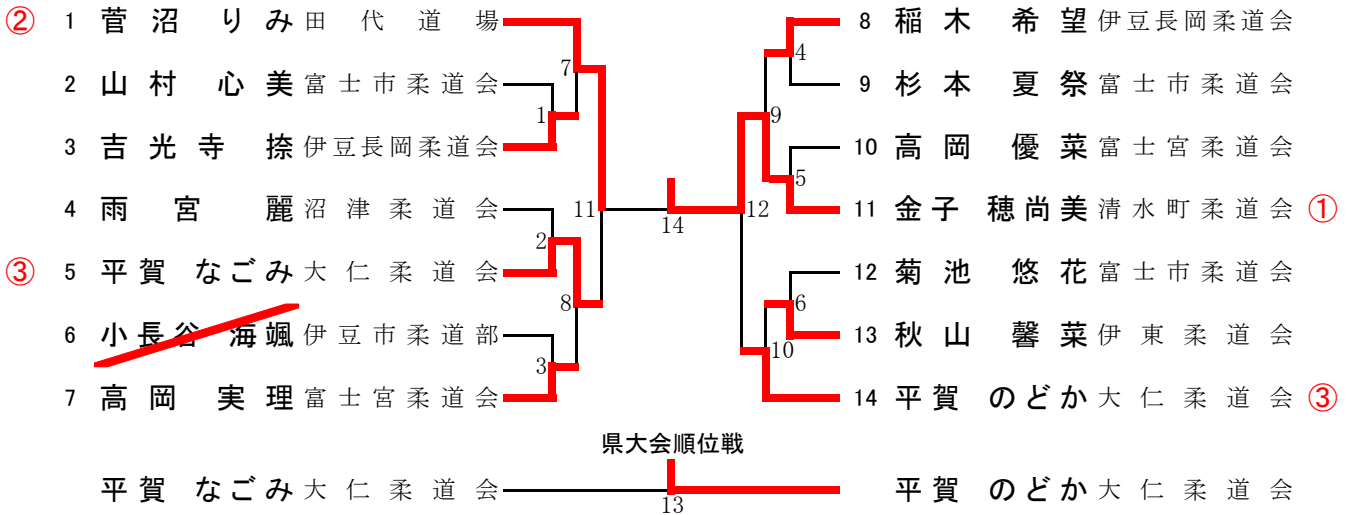 ② 1 菅沼 りみ 田代道場 8 稲木 希望 伊豆長岡柔道会
7 4
2 山村 心美 富士市柔道会 9 杉本 夏祭 富士市柔道会
1 9
3 吉光寺 捺 伊豆長岡柔道会 10 高岡 優菜 富士宮柔道会
5
4 雨宮 麗 沼津柔道会 11 14 12 11 金子 穂尚美 清水町柔道会 ①
2
③ 5 平賀 なごみ 大仁柔道会 12 菊池 悠花 富士市柔道会
8 6
6 小長谷 海颯 伊豆市柔道部 13 秋山 馨菜 伊東柔道会
3 10
7 高岡 実理 富士宮柔道会 14 平賀 のどか 大仁柔道会 ③
県大会順位戦
平賀 なごみ 大仁柔道会 13 平賀 のどか 大仁柔道会